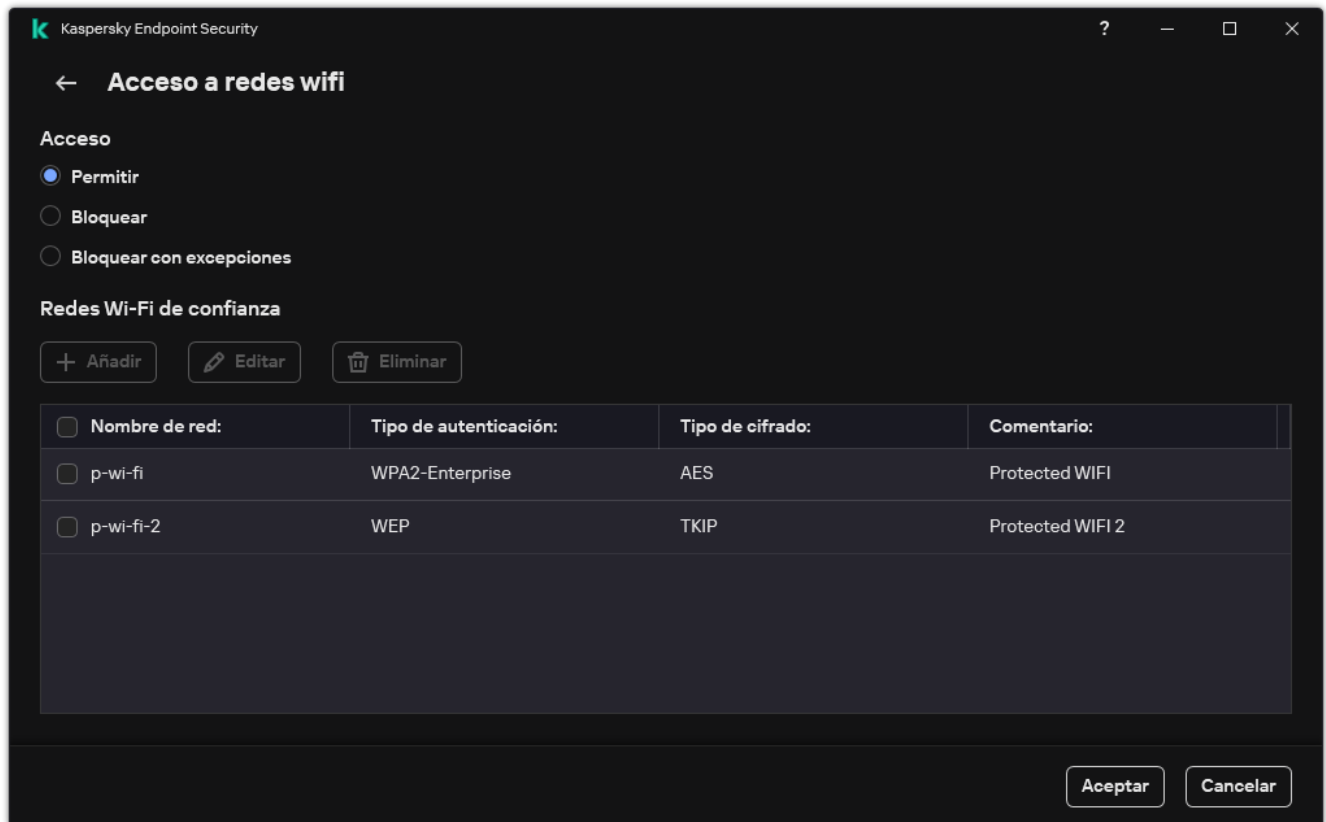 Kaspersky Endpoint Security ?
Acceso a redes wifi
Acceso
Permitir
Bloquear
Bloquear con excepciones
Redes Wi-Fi de confianza
Añadir Editar Eliminar
Nombre de red: Tipo de autenticación: Tipo de cifrado: Comentario:
p-wi-fi WPA2-Enterprise AES Protected WIFI
p-wi-fi-2 WEP TKIP Protected WIFI 2
Aceptar Cancelar